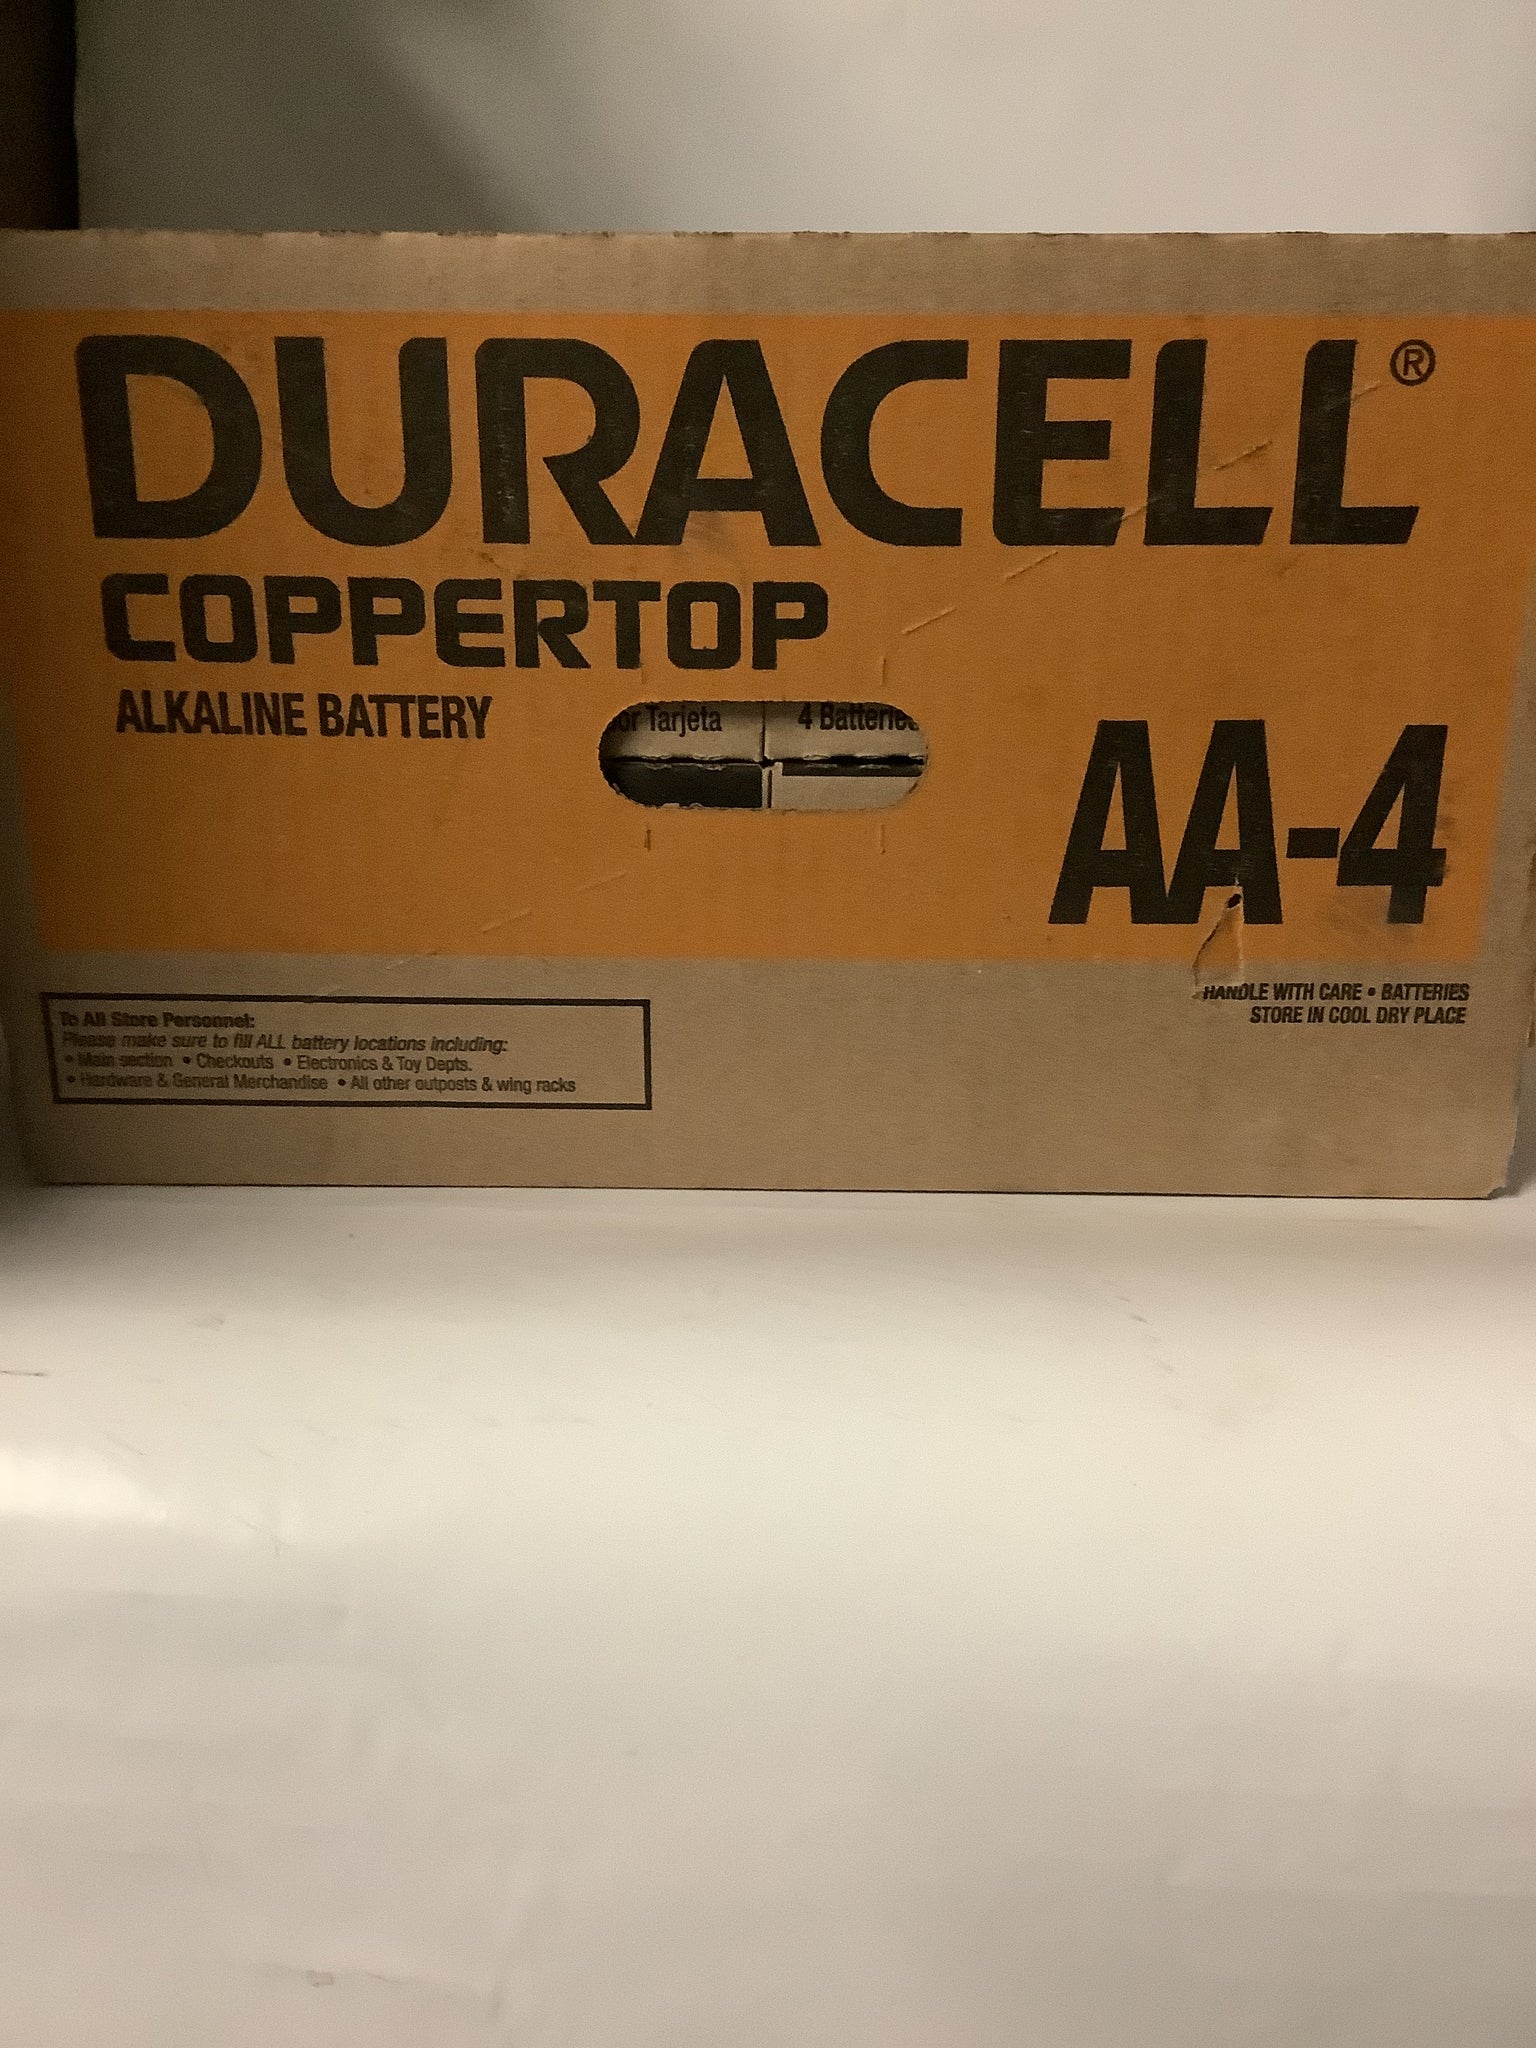 DURACELL®
COPPERTOP
ALKALINE BATTERY
or Tarjeta 4 Batterie
AA-4
HANDLE WITH CARE • BATTERIES
STORE IN COOL DRY PLACE
To All Store Personnel:
Please make sure to fill ALL battery locations including:
• Main section • Checkouts • Electronics & Toy Depts.
• Hardware & General Merchandise • All other outposts & wing racks